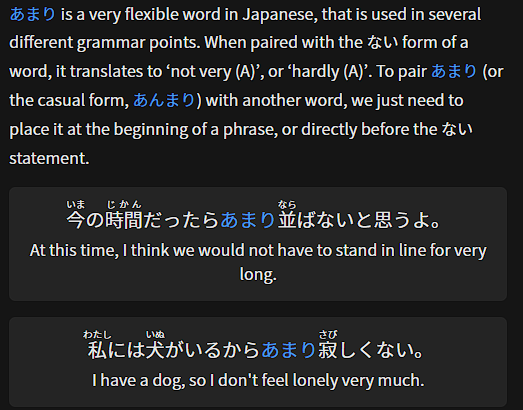 あまり is a very flexible word in Japanese, that is used in several
different grammar points. When paired with the ない form of a
word, it translates to ‘not very (A)’, or ‘hardly (A)’. To pair あまり (or
the casual form, あんまり) with another word, we just need to
place it at the beginning of a phrase, or directly before the ない
statement.
いま じかん なら
今の時間だったらあまり並ばないと思うよ。
At this time, I think we would not have to stand in line for very
long.
わたし いぬ さび
私には犬がいるからあまり寂しくない。
I have a dog, so I don't feel lonely very much.